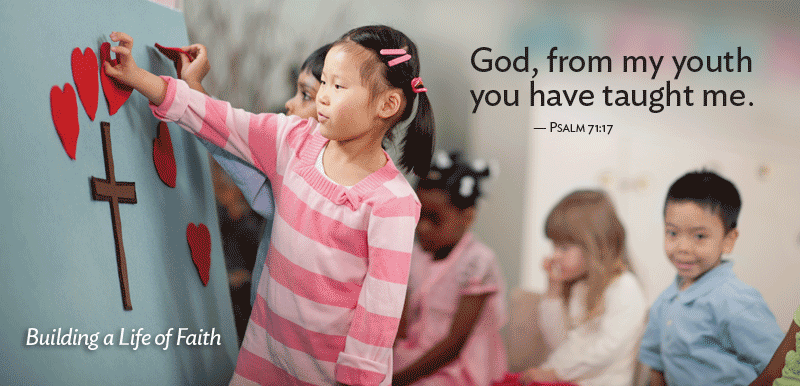 God, from my youth
you have taught me.
— Psalm 71:17
Building a Life of Faith